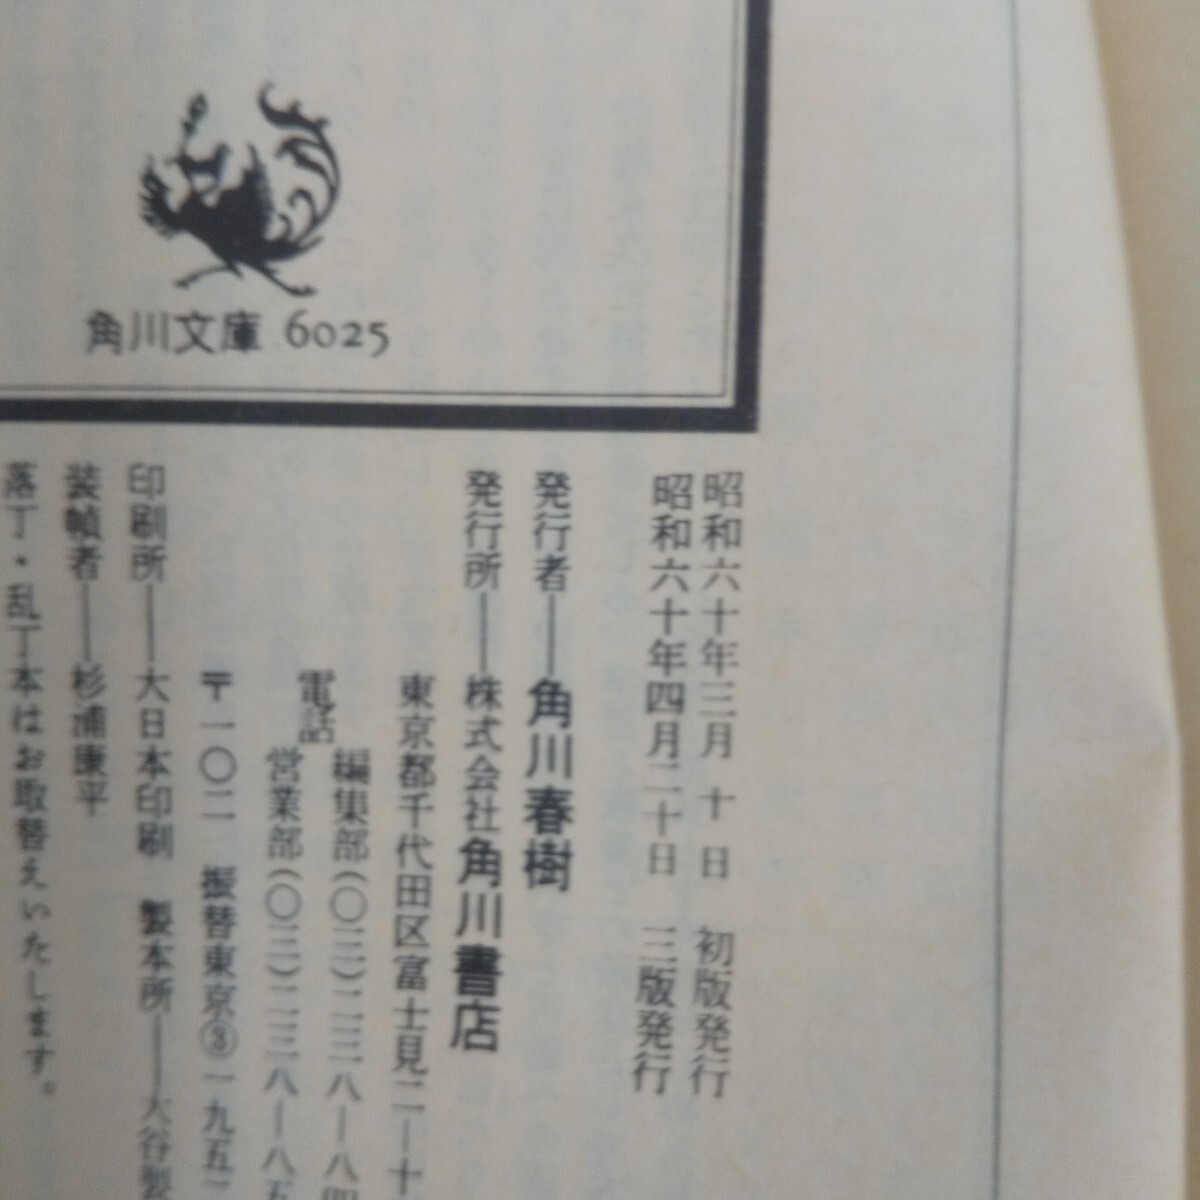 角川文庫 6025
昭和六十年三月 十 日 初版発行
昭和六十年四月二十日 三版発行
発行者──角川春樹
発行所──株式会社角川書店
東京都千代田区富士見二―十
電話
編集部(〇三)二三八―八四
営業部(〇三)二三八―八五
〒一〇二 振替東京③一九五二
印刷所──大日本印刷 製本所──大谷製
装幀者──杉浦康平
落丁・乱丁本はお取替えいたします。